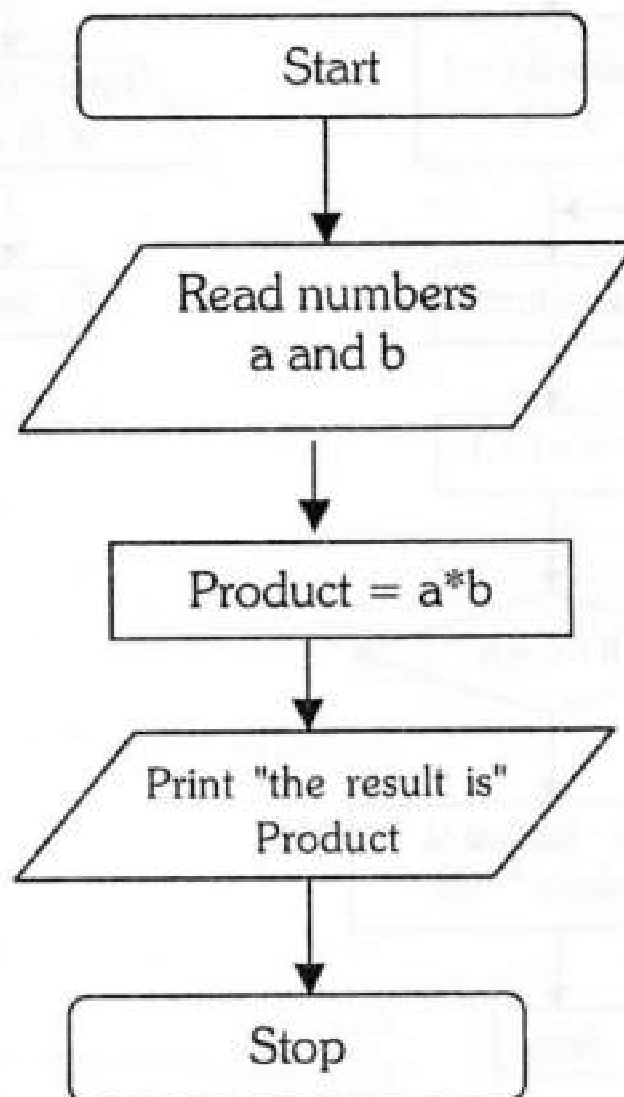 Start
Read numbers
a and b
Product = a*b
Print "the result is"
Product
Stop